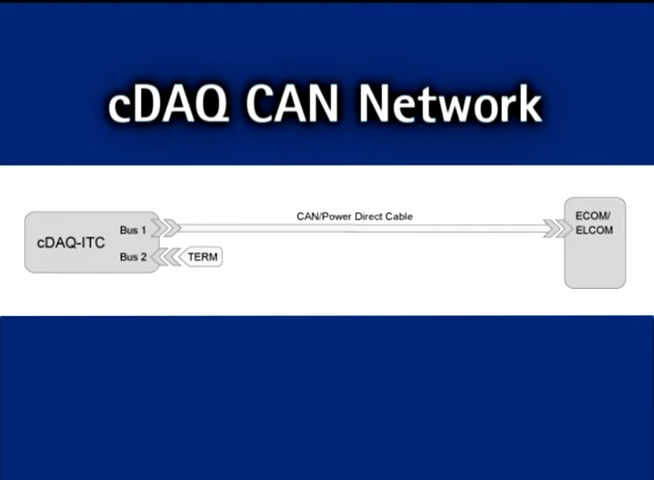 cDAQ CAN Network
CAN/Power Direct Cable
cDAQ-ITC
Bus 1
Bus 2
TERM
ECOM/
ELCOM